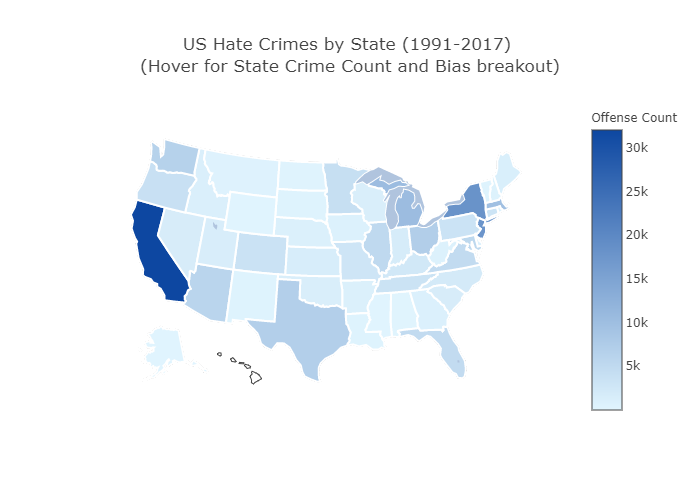 US Hate Crimes by State (1991-2017)
(Hover for State Crime Count and Bias breakout)
Offense Count
30k
25k
20k
15k
10k
5k